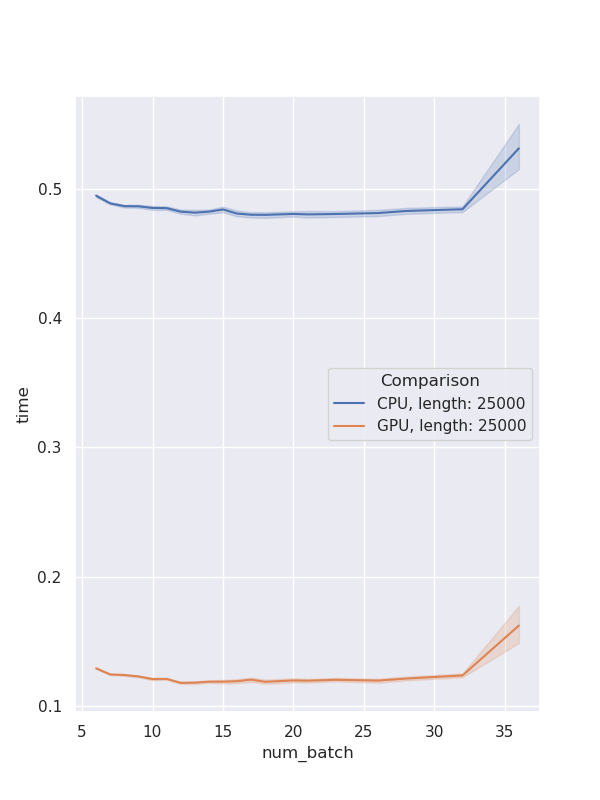 0.5
0.4
0.3
0.2
0.1
time
Comparison
CPU, length: 25000
GPU, length: 25000
5 10 15 20 25 30 35
num_batch